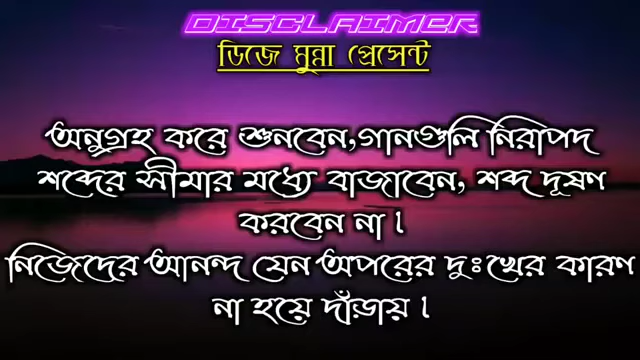 DISCLAIMER
ডিজে মুন্না প্রেসেন্ট
অনুগ্রহ করে শুনবেন,গানগুলি নিরাপদ
শব্দের সীমার মধ্যে বাজাবেন, শব্দ দূষণ
করবেন না।
নিজেদের আনন্দ যেন অপরের দুঃখের কারণ
না হয়ে দাঁড়ায়।